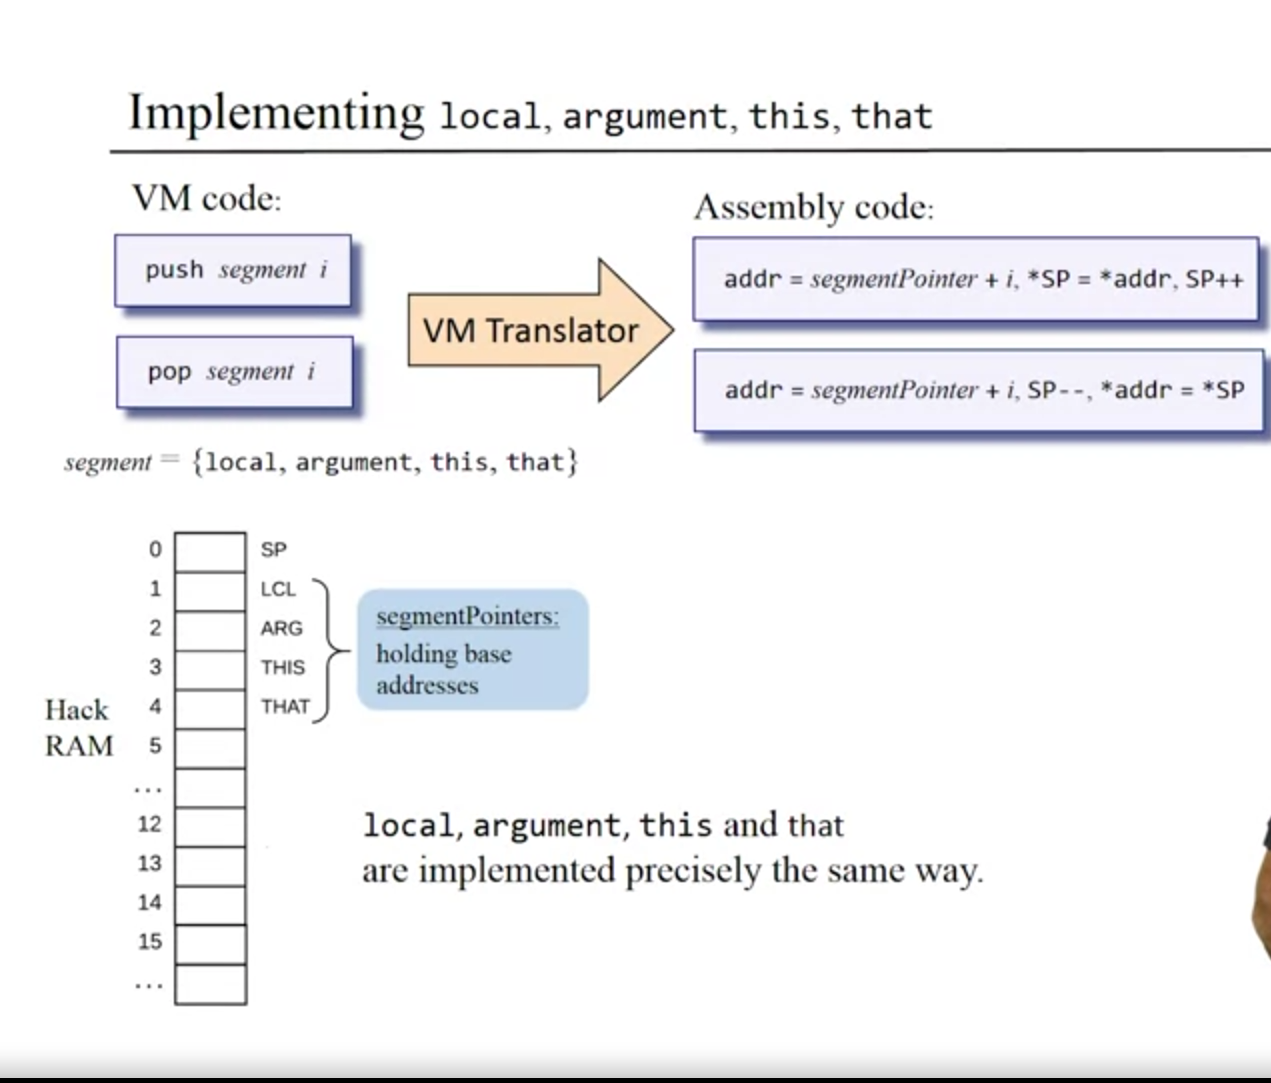 Implementing local, argument, this, that
VM code:
push segment i
pop segment i
segment = {local, argument, this, that}
VM Translator
Assembly code:
addr = segmentPointer + i, *SP = *addr, SP++
addr = segmentPointer + i, SP--, *addr = *SP
Hack
RAM
0 SP
1 LCL
2 ARG
3 THIS
4 THAT
5
...
12
13
14
15
...
segmentPointers:
holding base
addresses
local, argument, this and that
are implemented precisely the same way.